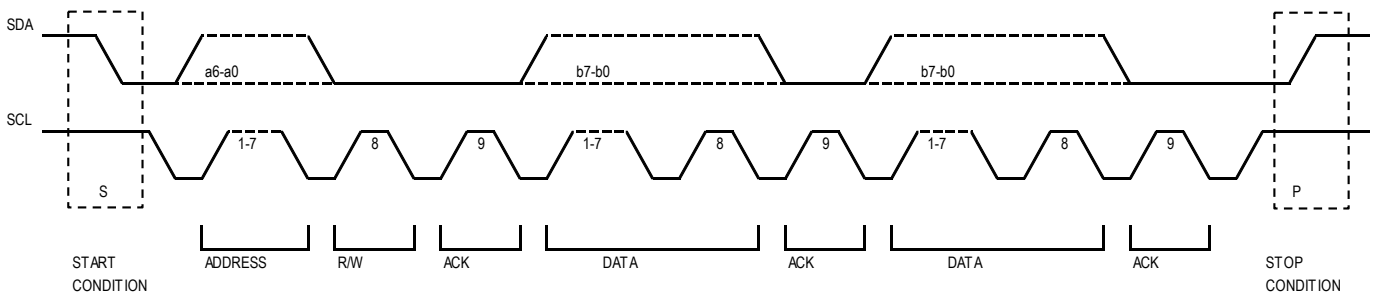 SDA
a6-a0
b7-b0
b7-b0
SCL
1-7
8
9
1-7
8
9
1-7
8
9
S
P
START
CONDITION
ADDRESS
R/W
ACK
DATA
ACK
DATA
ACK
STOP
CONDITION